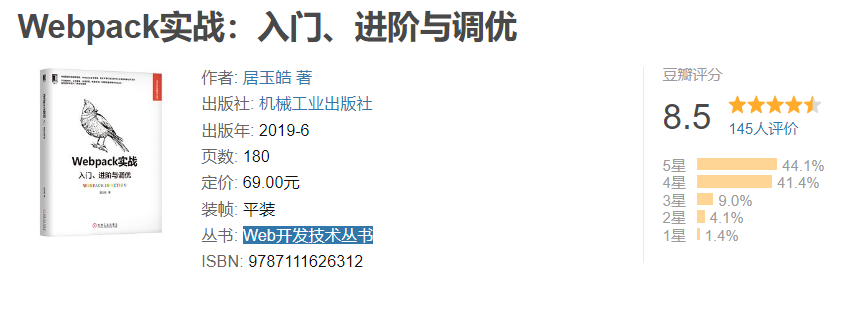 Webpack实战：入门、进阶与调优
Webpack实战
入门、进阶与调优
作者: 居玉皓 著
出版社: 机械工业出版社
出版年: 2019-6
页数: 180
定价: 69.00元
装帧: 平装
丛书: Web开发技术丛书
ISBN: 9787111626312
豆瓣评分
8.5
145人评价
5星 44.1%
4星 41.4%
3星 9.0%
2星 4.1%
1星 1.4%